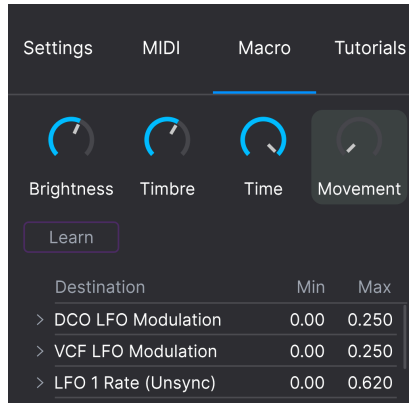 Settings MIDI Macro Tutorials
Brightness Timbre Time Movement
Learn
Destination Min Max
DCO LFO Modulation 0.00 0.250
VCF LFO Modulation 0.00 0.250
LFO 1 Rate (Unsync) 0.00 0.620